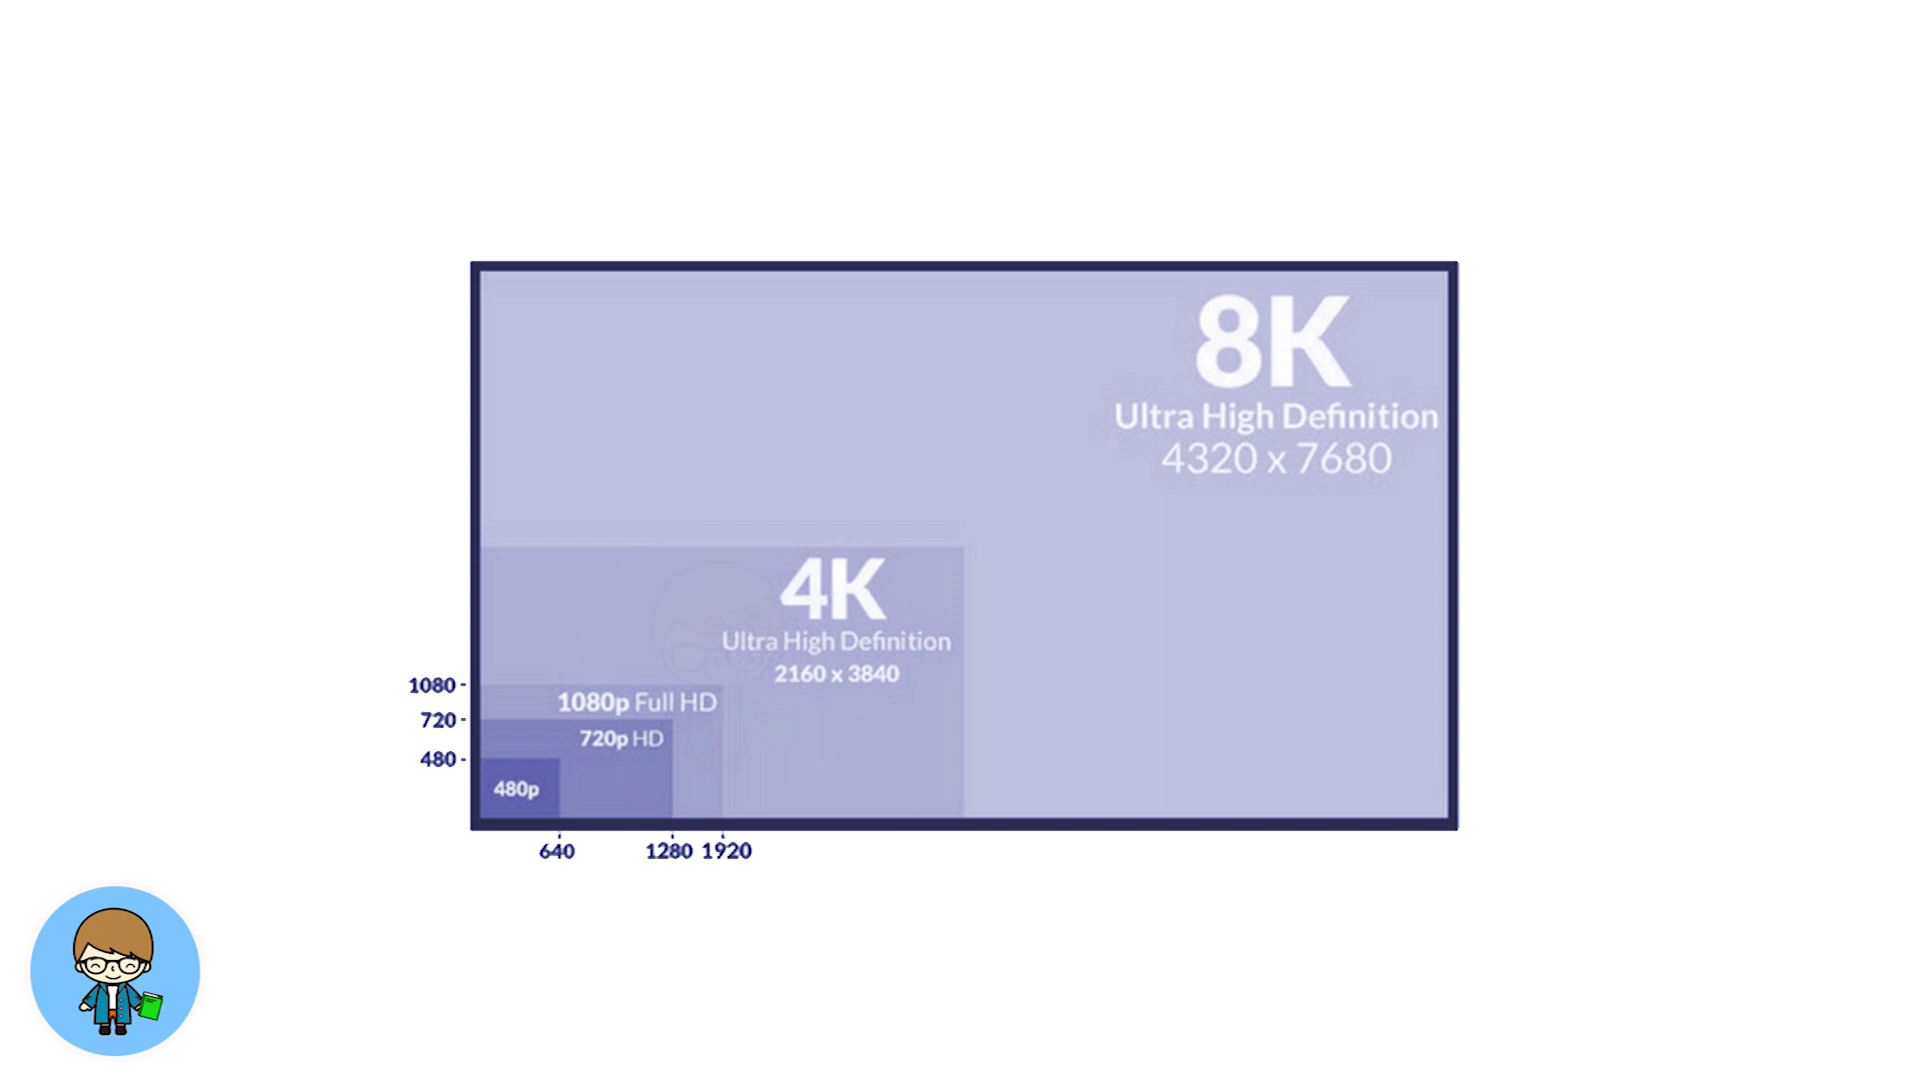 8K
Ultra High Definition
4320 x 7680
4K
Ultra High Definition
2160 x 3840
1080 -
1080p Full HD
720 -
720p HD
480 -
480p
640
1280
1920